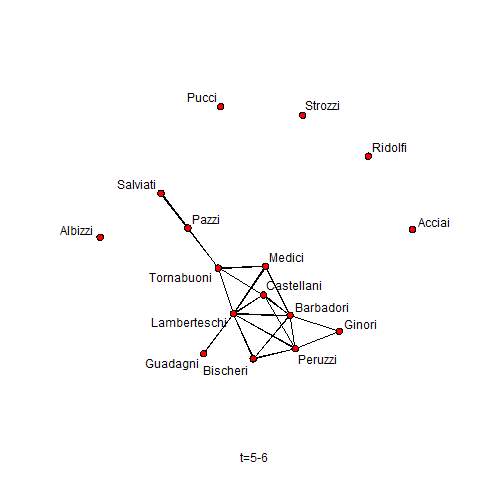 Pucci
Strozzi
Ridolfi
Salviati
Pazzi
Acciai
Albizzi
Medici
Tornabuoni
Castellani
Barbadori
Lamberteschi
Ginori
Guadagni
Bischeri
Peruzzi
t=5-6